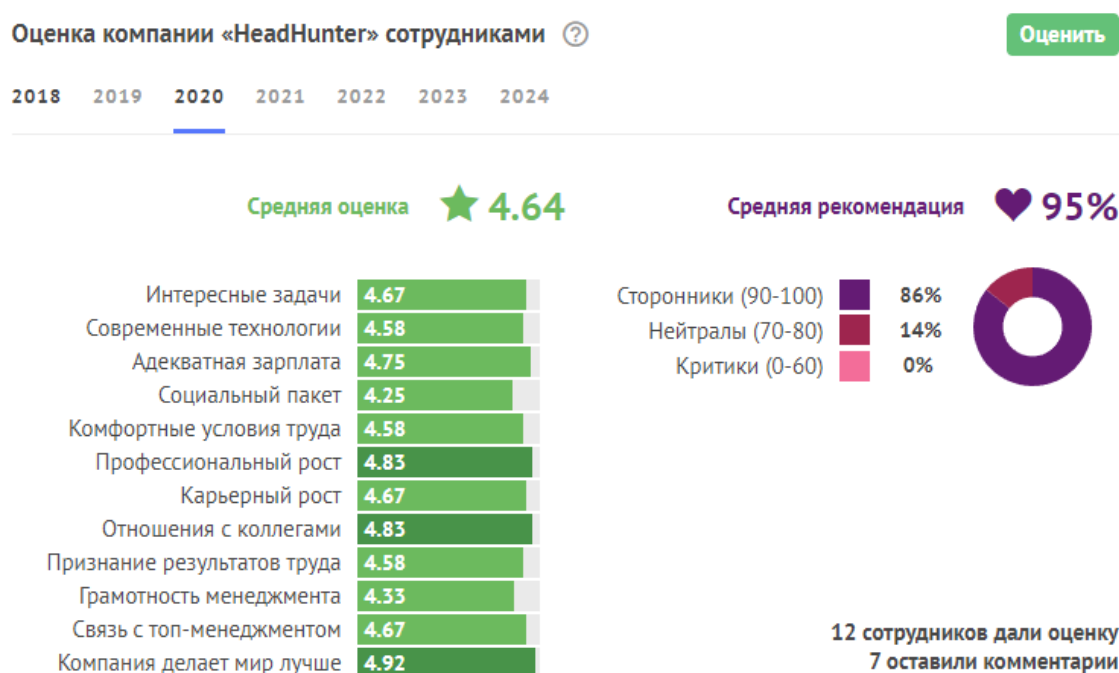 Оценка компании «HeadHunter» сотрудниками ?
Оценить
2018 2019 2020 2021 2022 2023 2024
Средняя оценка 4.64
Интересные задачи 4.67
Современные технологии 4.58
Адекватная зарплата 4.75
Социальный пакет 4.25
Комфортные условия труда 4.58
Профессиональный рост 4.83
Карьерный рост 4.67
Отношения с коллегами 4.83
Признание результатов труда 4.58
Грамотность менеджмента 4.33
Связь с топ-менеджментом 4.67
Компания делает мир лучше 4.92
Средняя рекомендация 95%
Сторонники (90-100) 86%
Нейтралы (70-80) 14%
Критики (0-60) 0%
12 сотрудников дали оценку
7 оставили комментарии